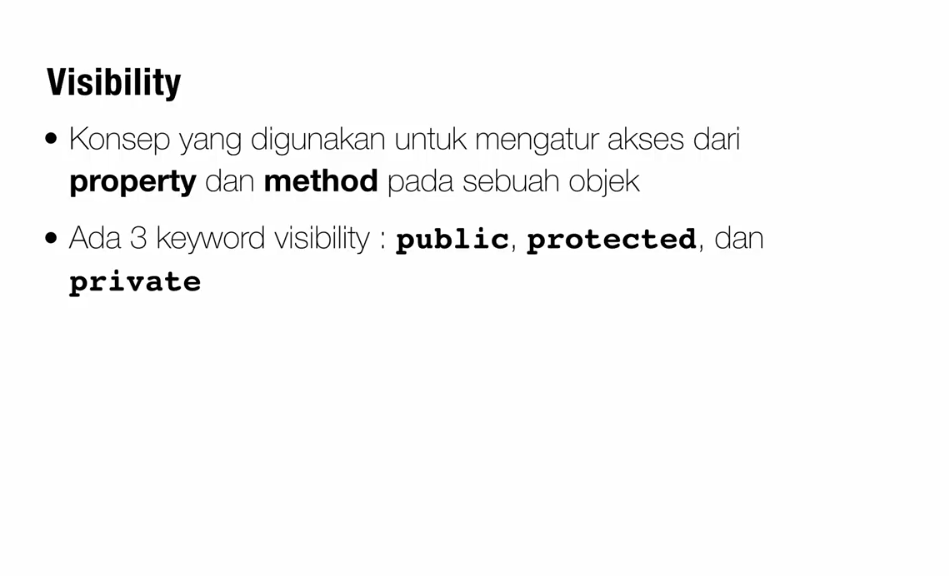 Visibility
• Konsep yang digunakan untuk mengatur akses dari
property dan method pada sebuah objek
• Ada 3 keyword visibility : public, protected, dan
private